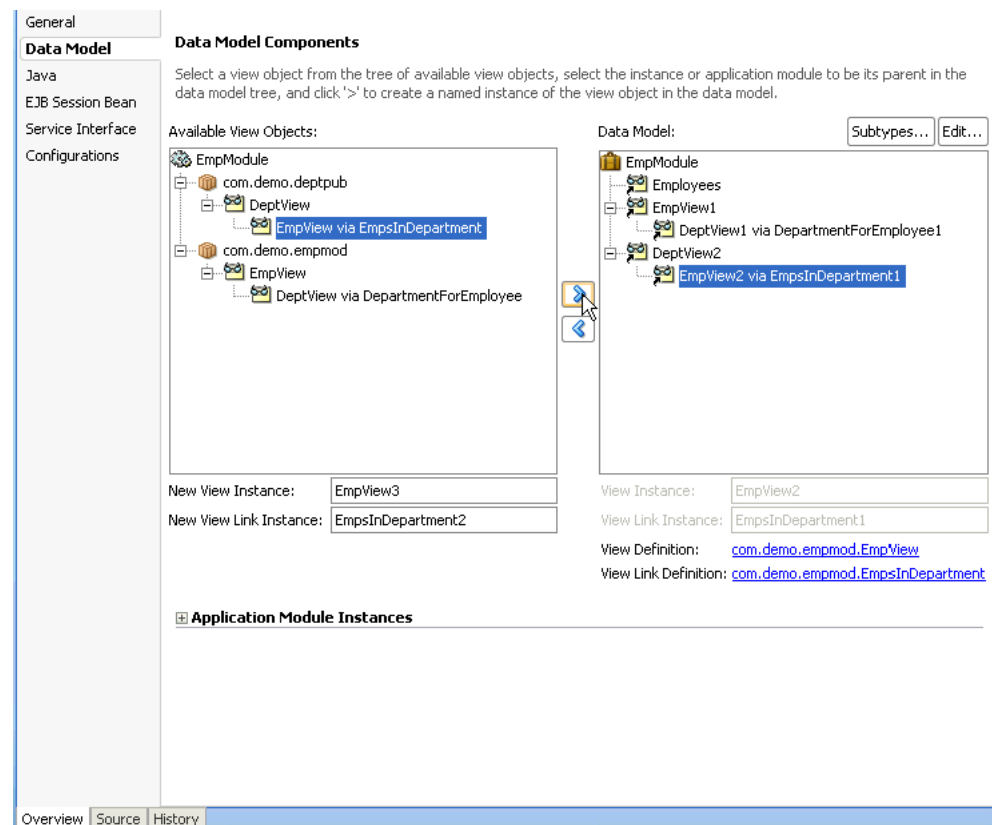 General
Data Model
Java
EJB Session Bean
Service Interface
Configurations
Data Model Components
Select a view object from the tree of available view objects, select the instance or application module to be its parent in the
data model tree, and click '>' to create a named instance of the view object in the data model.
Available View Objects:
EmpModule
com.demo.deptpub
DeptView
EmpView via EmpsInDepartment
com.demo.empmod
EmpView
DeptView via DepartmentForEmployee
New View Instance: EmpView3
New View Link Instance: EmpsInDepartment2
Data Model: Subtypes... Edit...
EmpModule
Employees
EmpView1
DeptView1 via DepartmentForEmployee1
DeptView2
EmpView2 via EmpsInDepartment1
View Instance: EmpView2
View Link Instance: EmpsInDepartment1
View Definition: com.demo.empmod.EmpView
View Link Definition: com.demo.empmod.EmpsInDepartment
Application Module Instances
Overview Source History